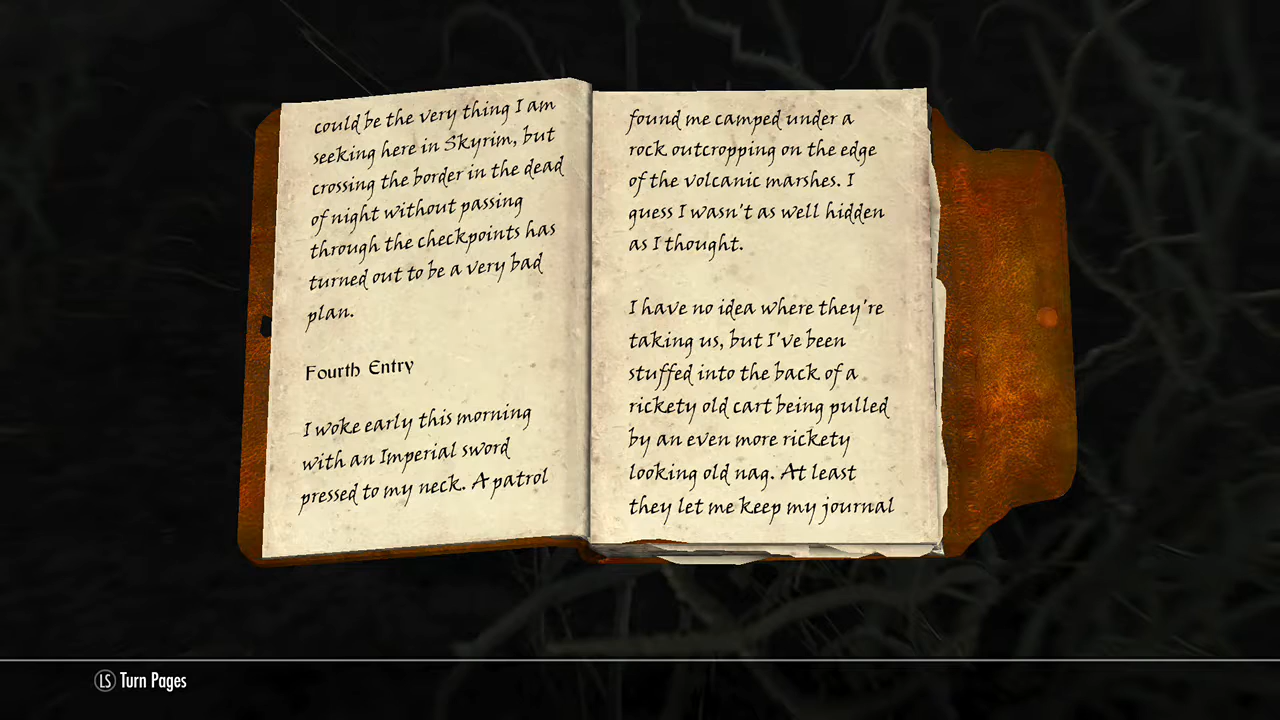 could be the very thing I am
seeking here in Skyrim, but
crossing the border in the dead
of night without passing
through the checkpoints has
turned out to be a very bad
plan.
Fourth Entry
I woke early this morning
with an Imperial sword
pressed to my neck. A patrol
found me camped under a
rock outcropping on the edge
of the volcanic marshes. I
guess I wasn't as well hidden
as I thought.
I have no idea where they're
taking us, but I've been
stuffed into the back of a
rickety old cart being pulled
by an even more rickety
looking old nag. At least
they let me keep my journal
LS Turn Pages